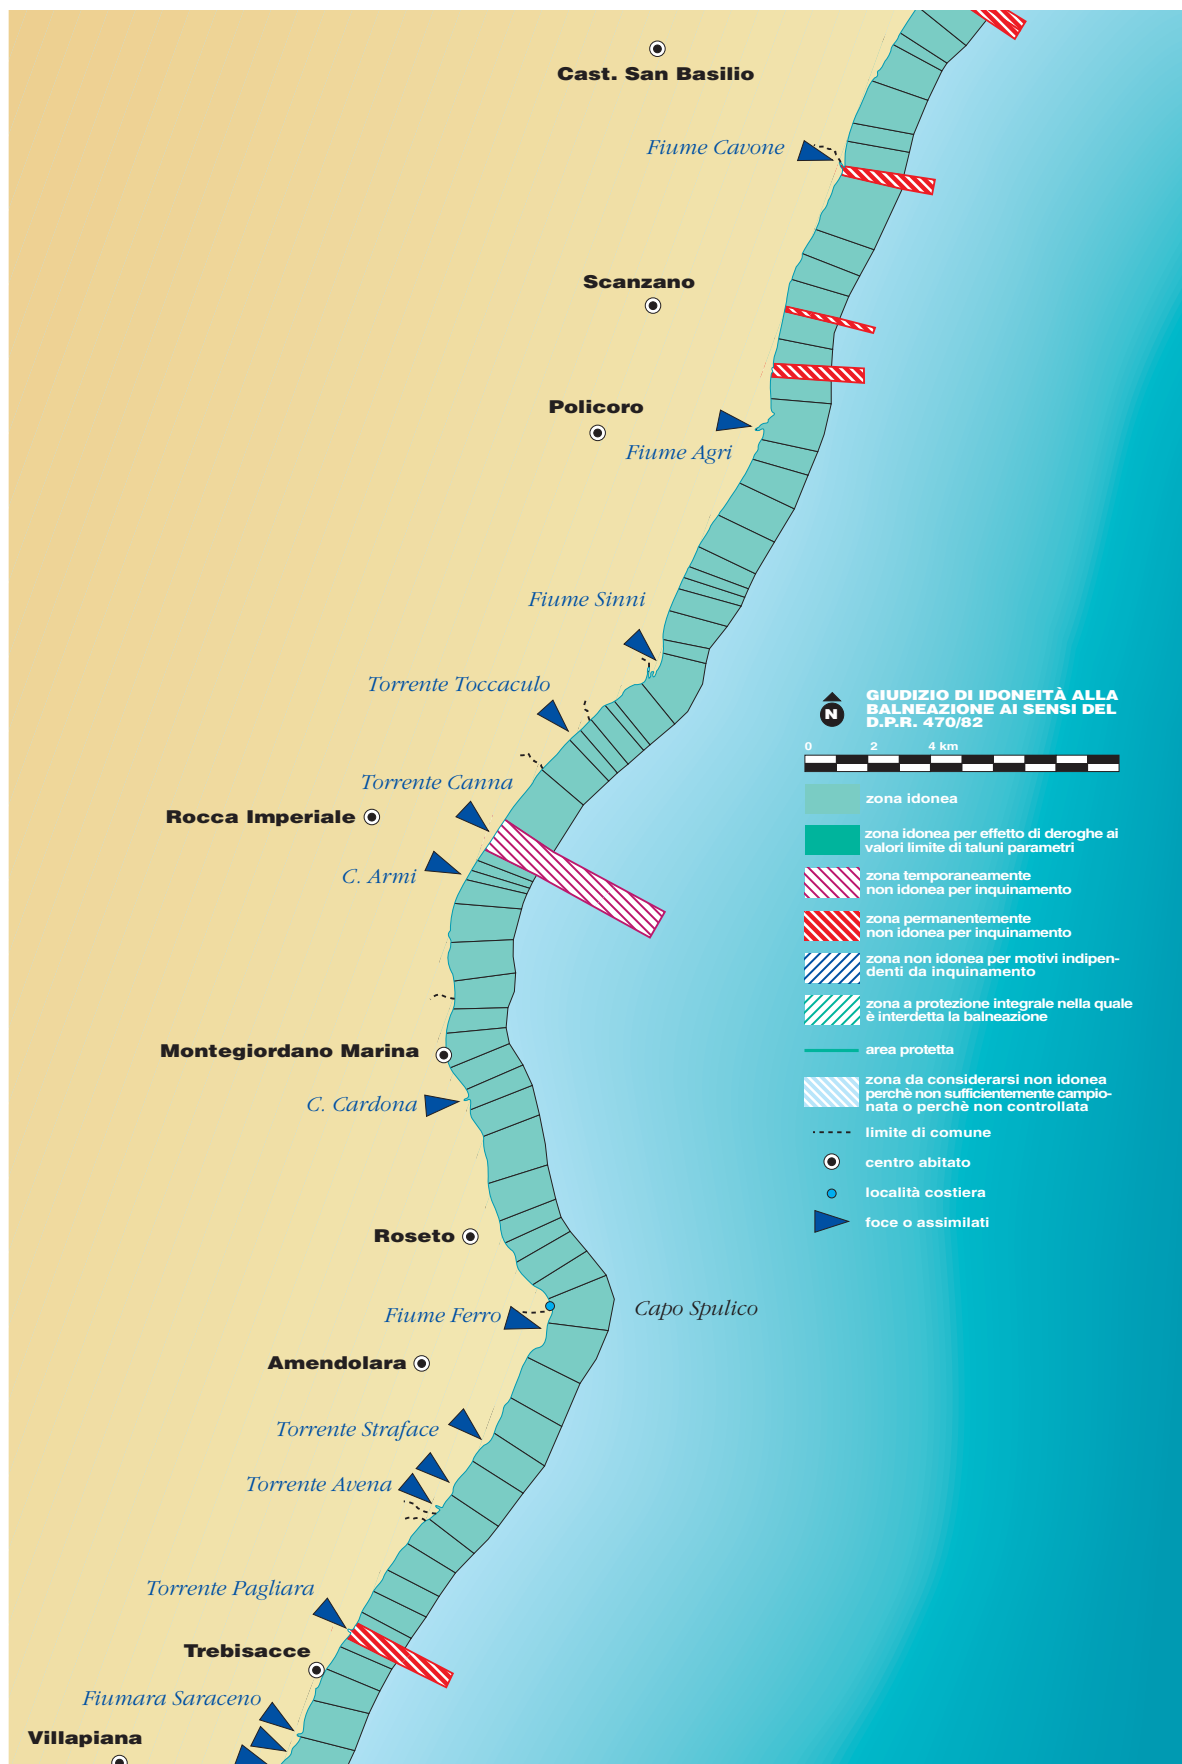 Cast. San Basilio
Fiume Cavone
Scanzano
Policoro
Fiume Agri
Fiume Sinni
Torrente Toccaculo
Torrente Canna
Rocca Imperiale
C. Armi
Montegiordano Marina
C. Cardona
Roseto
Fiume Ferro
Capo Spulico
Amendolara
Torrente Straface
Torrente Avena
Torrente Pagliara
Trebisacce
Fiumara Saraceno
Villapiana
N
GIUDIZIO DI IDONEITÀ ALLA
BALNEAZIONE AI SENSI DEL
D.P.R. 470/82
0 2 4 km
zona idonea
zona idonea per effetto di deroghe ai
valori limite di taluni parametri
zona temporaneamente
non idonea per inquinamento
zona permanentemente
non idonea per inquinamento
zona non idonea per motivi indipen-
denti da inquinamento
zona a protezione integrale nella quale
è interdetta la balneazione
area protetta
zona da considerarsi non idonea
perchè non sufficientemente campio-
nata o perchè non controllata
limite di comune
centro abitato
località costiera
foce o assimilati